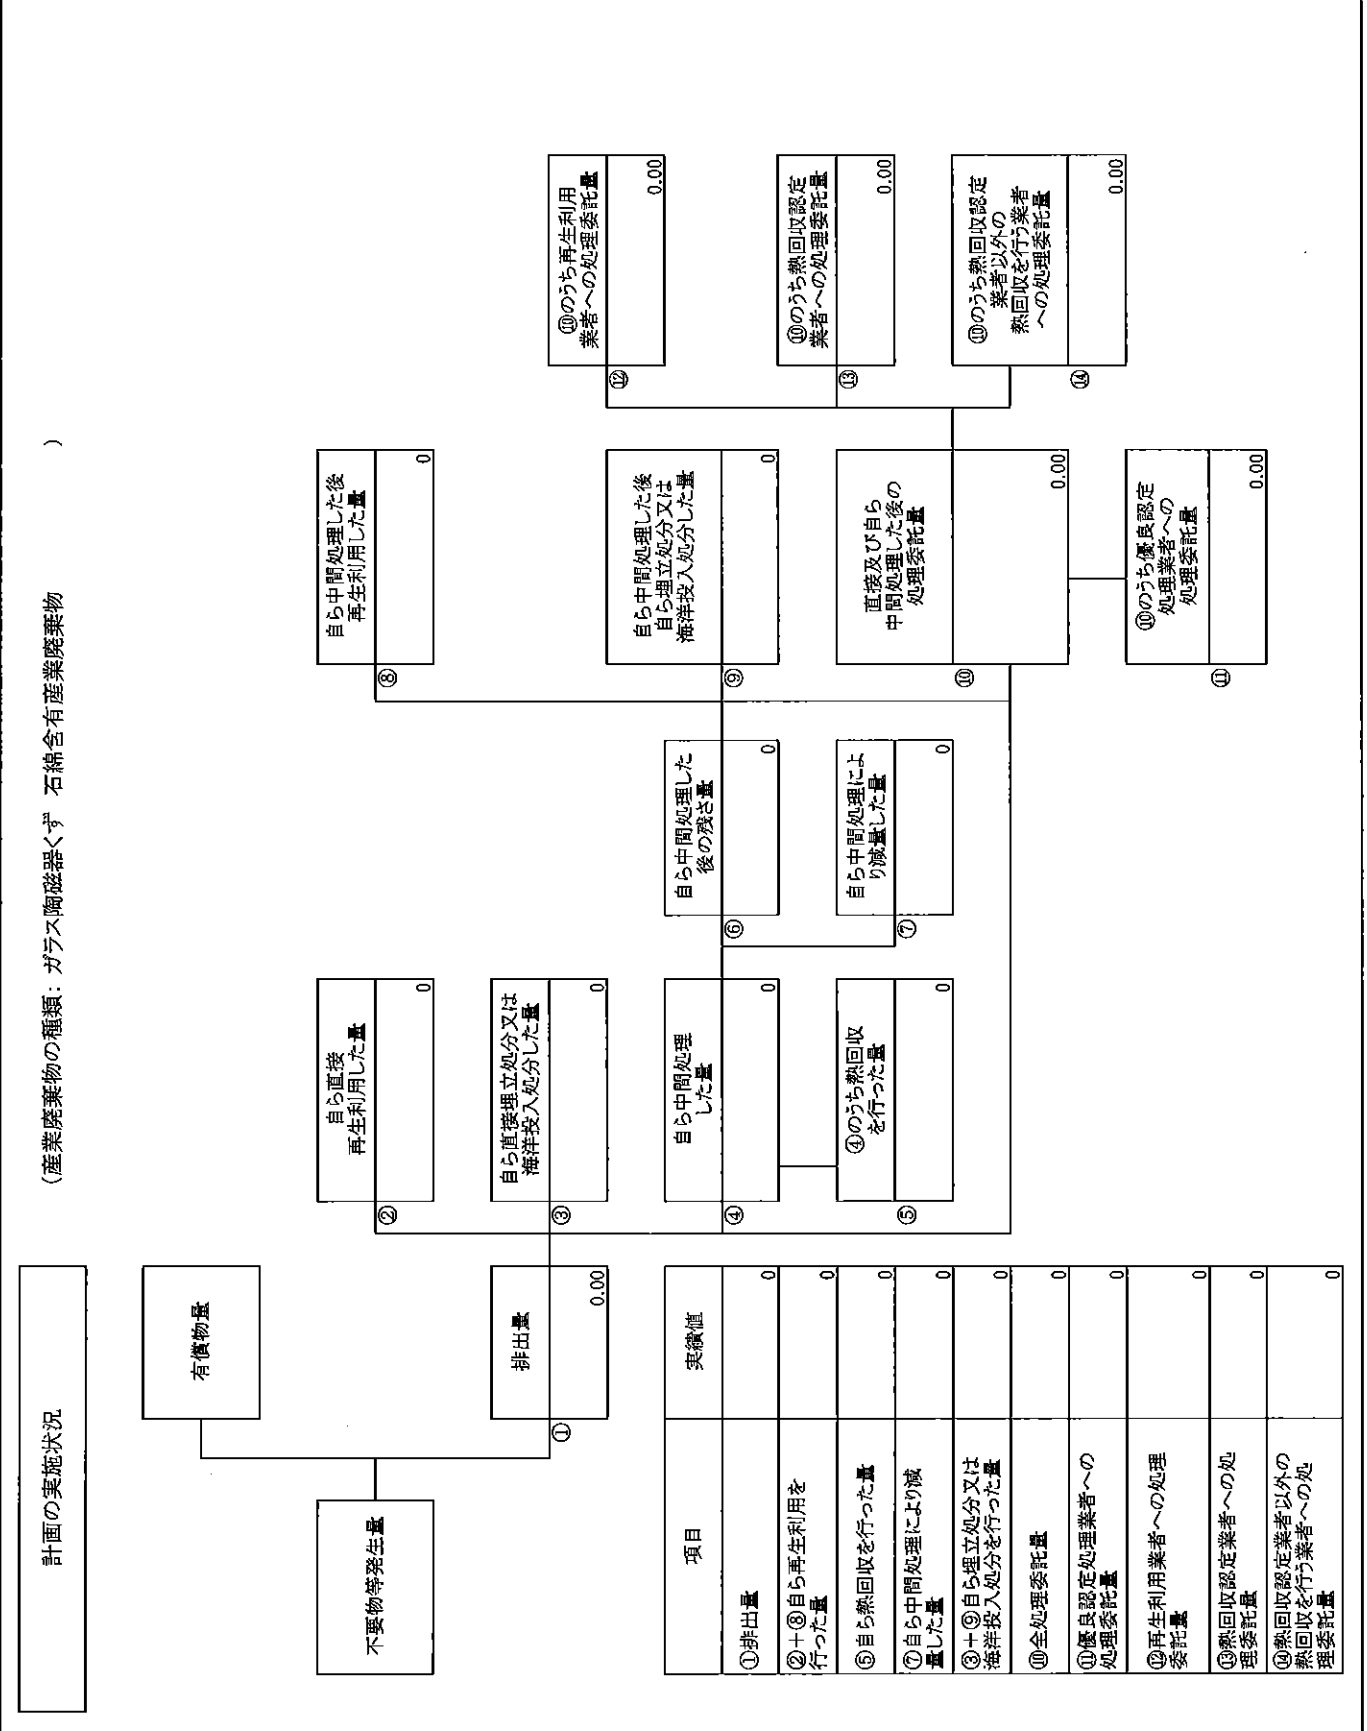 計画の実施状況
(産業廃棄物の種類: ガラス陶磁器くず 石綿含有産業廃棄物 )
有償物量
不要物等発生量
①
排出量
0.00
②
自ら直接
再生利用した量
0
③
自ら直接埋立処分又は
海洋投入処分した量
0
④
自ら中間処理
した量
0
⑤
④のうち熱回収
を行った量
0
⑥
自ら中間処理した
後の残さ量
0
⑦
自ら中間処理によ
り減量した量
0
⑧
自ら中間処理した後
再生利用した量
0
⑨
自ら中間処理した後
自ら埋立処分又は
海洋投入処分した量
0
⑩
直接及び自ら
中間処理した後の
処理委託量
0.00
⑪
⑩のうち優良認定
処理業者への
処理委託量
0.00
⑫
⑩のうち再生利用
業者への処理委託量
0.00
⑬
⑩のうち熱回収認定
業者への処理委託量
0.00
⑭
⑩のうち熱回収認定
業者以外の
熱回収を行う業者
への処理委託量
0.00
項目 実績値
①排出量 0
②+⑧自ら再生利用を
行った量 0
⑤自ら熱回収を行った量 0
⑦自ら中間処理により減
量した量 0
③+⑨自ら埋立処分又は
海洋投入処分を行った量 0
⑩全処理委託量 0
⑪優良認定処理業者への
処理委託量 0
⑫再生利用業者への処理
委託量 0
⑬熱回収認定業者への処
理委託量 0
⑭熱回収認定業者以外の
熱回収を行う業者への処
理委託量 0